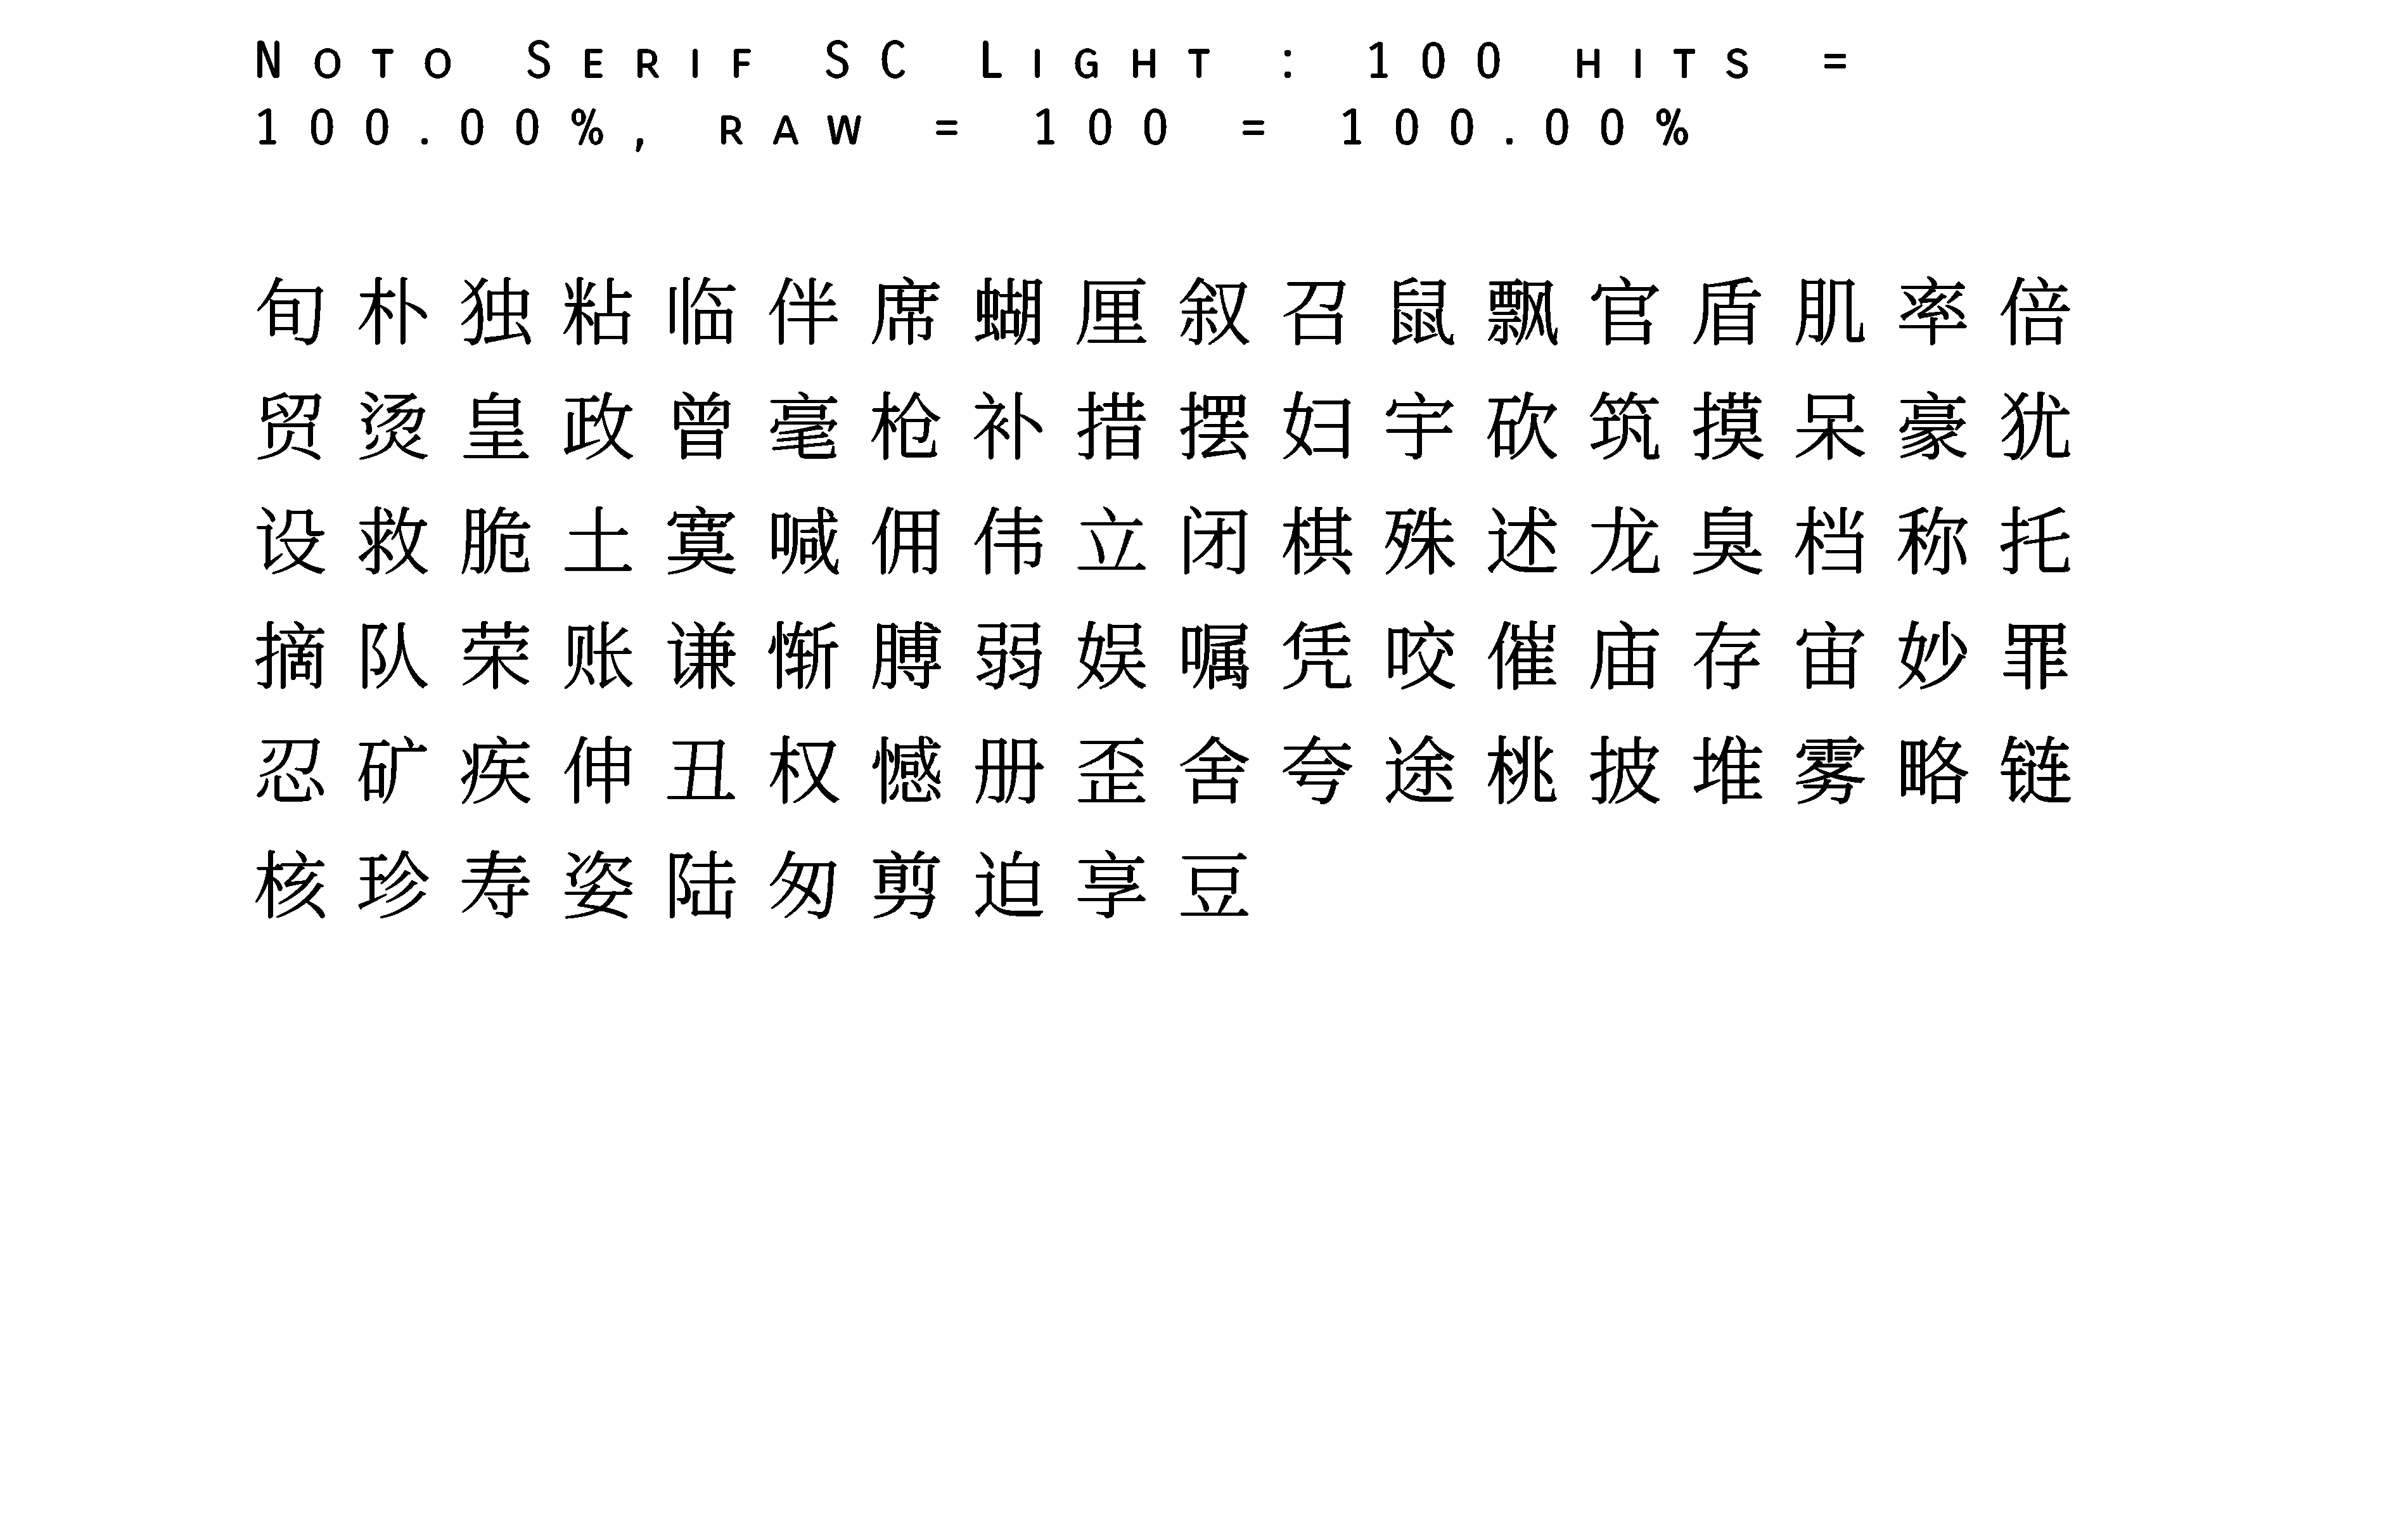 Noto Serif SC Light : 100 hits =
100.00%, raw = 100 = 100.00%
旬朴独粘临伴席蝴厘叙召鼠飘官盾肌率倍
贸烫皇政曾毫枪补措摆妇宇砍筑摸呆豪犹
设救脆土寞喊佣伟立闭棋殊述龙臭档称托
摘队荣账谦惭膊弱娱嘱凭咬催庙存宙妙罪
忍矿疾伸丑权憾册歪舍夸途桃披堆雾略链
核珍寿姿陆匆剪迫享豆